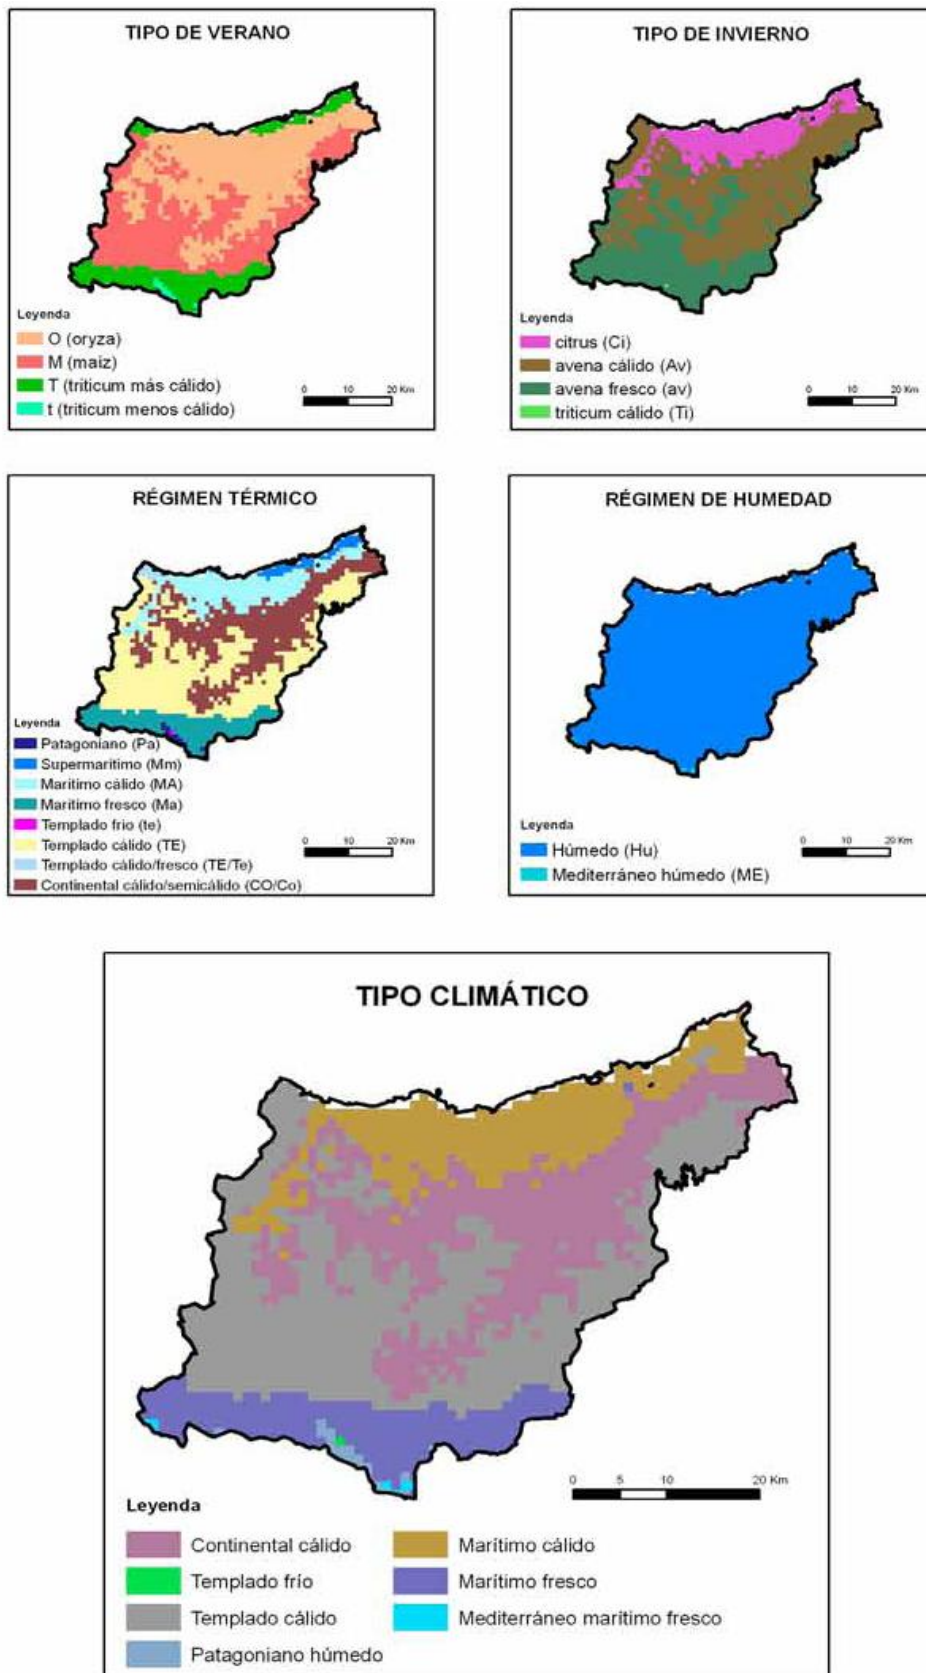 TIPO DE VERANO
Leyenda
O (oryza)
M (maiz)
T (triticum más cálido)
t (triticum menos cálido)
0 10 20 Km
TIPO DE INVIERNO
Leyenda
citrus (Ci)
avena cálido (Av)
avena fresco (av)
triticum cálido (Ti)
0 10 20 Km
RÉGIMEN TÉRMICO
Leyenda
Patagoniano (Pa)
Supermarítimo (Mm)
Marítimo cálido (MA)
Marítimo fresco (Ma)
Templado frio (te)
Templado cálido (TE)
Templado cálido/fresco (TE/Te)
Continental cálido/semicálido (CO/Co)
0 10 20 Km
RÉGIMEN DE HUMEDAD
Leyenda
Húmedo (Hu)
Mediterráneo húmedo (ME)
0 10 20 Km
TIPO CLIMÁTICO
0 5 10 20 Km
Leyenda
Continental cálido
Templado frío
Templado cálido
Patagoniano húmedo
Marítimo cálido
Marítimo fresco
Mediterráneo marítimo fresco